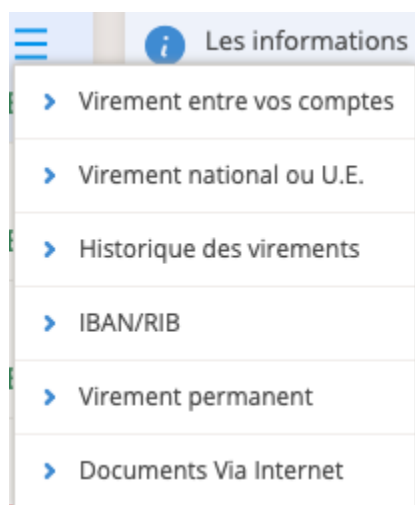 Les informations
Virement entre vos comptes
Virement national ou U.E.
Historique des virements
IBAN/RIB
Virement permanent
Documents Via Internet